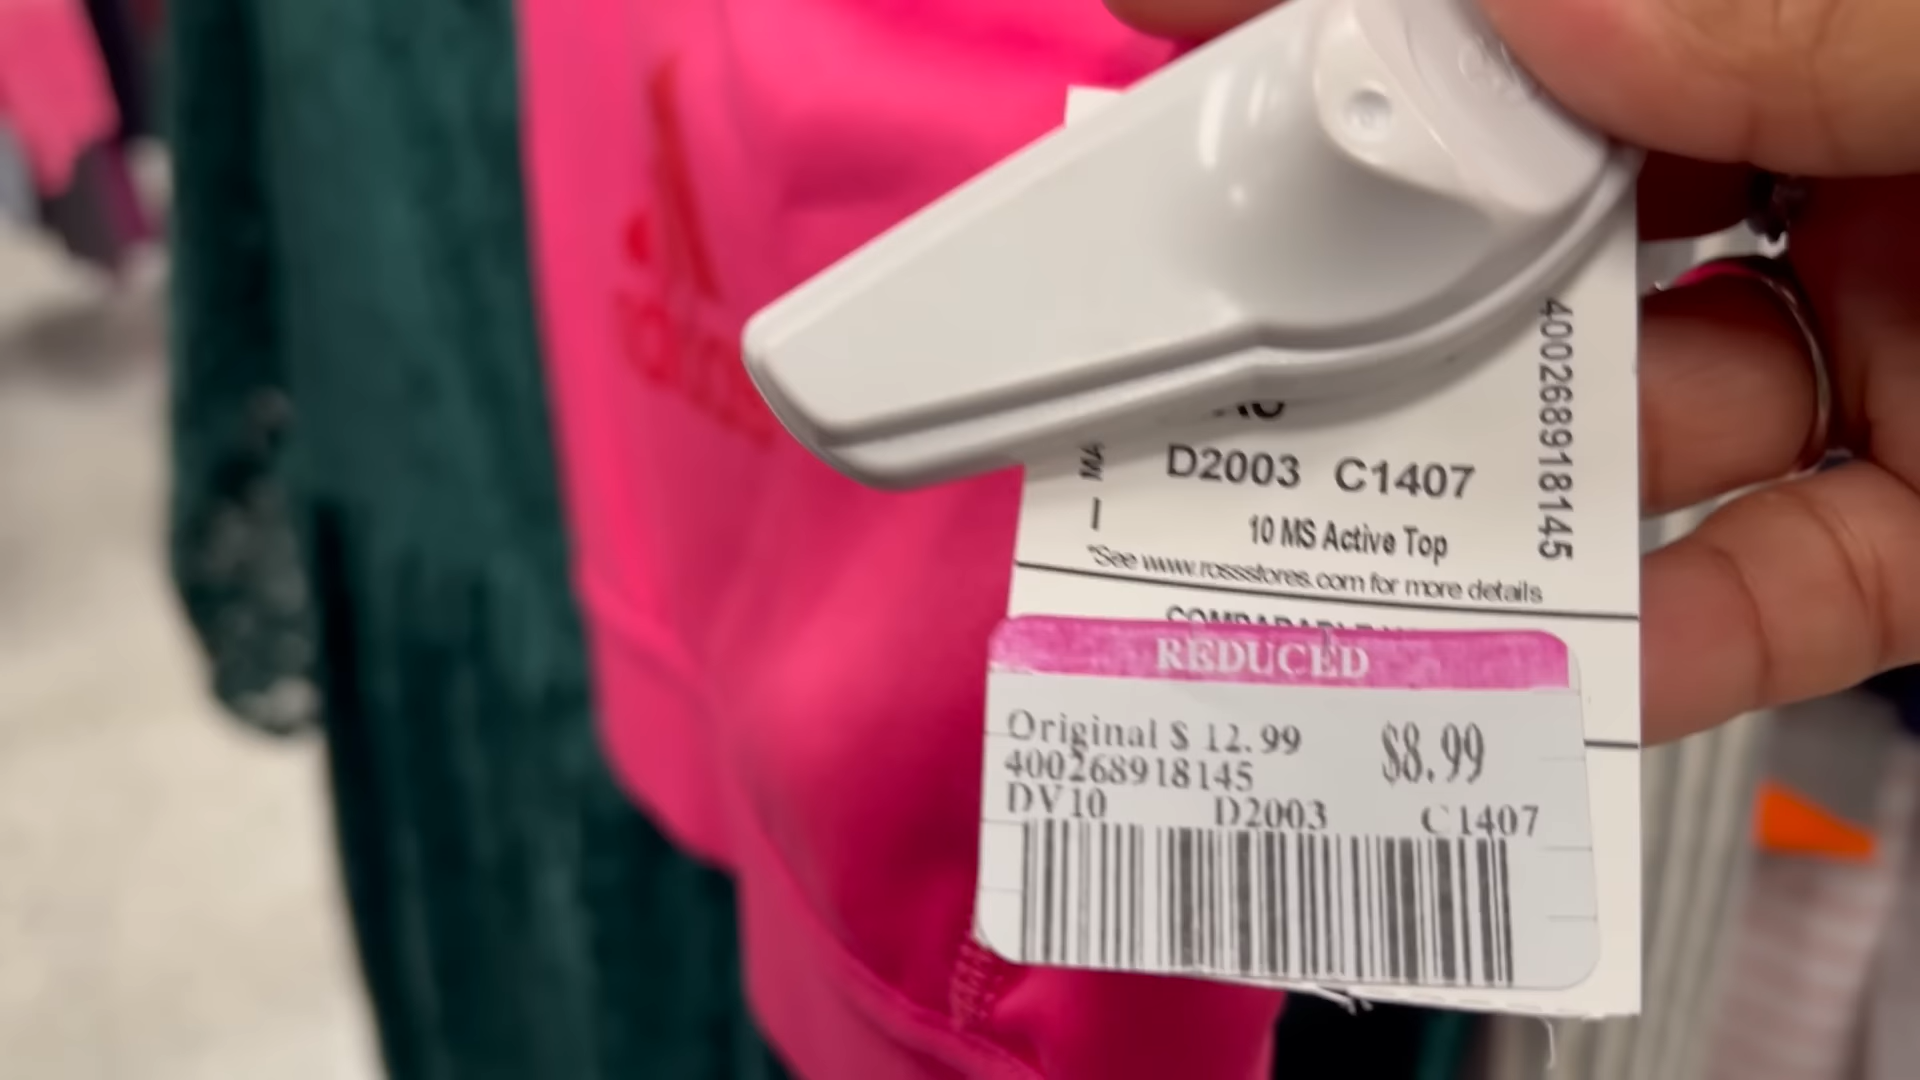 400268918145
MA
I
D2003 C1407
10 MS Active Top
*See www.rossstores.com for more details
REDUCED
Original $ 12.99
$8.99
400268918145
DV10 D2003 C1407